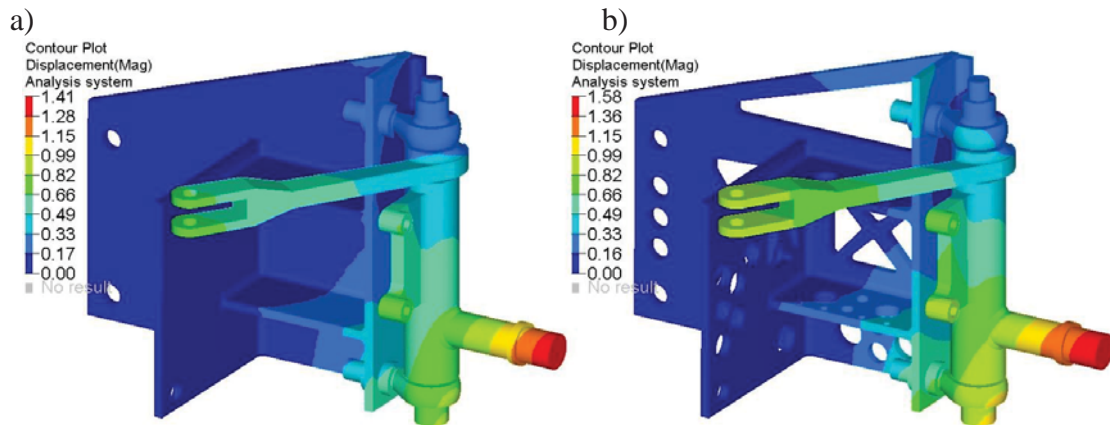 a)
Contour Plot
Displacement(Mag)
Analysis system
1.41
1.28
1.15
0.99
0.82
0.66
0.49
0.33
0.17
0.00
No result
b)
Contour Plot
Displacement(Mag)
Analysis system
1.58
1.36
1.15
0.99
0.82
0.66
0.49
0.33
0.16
0.00
No result